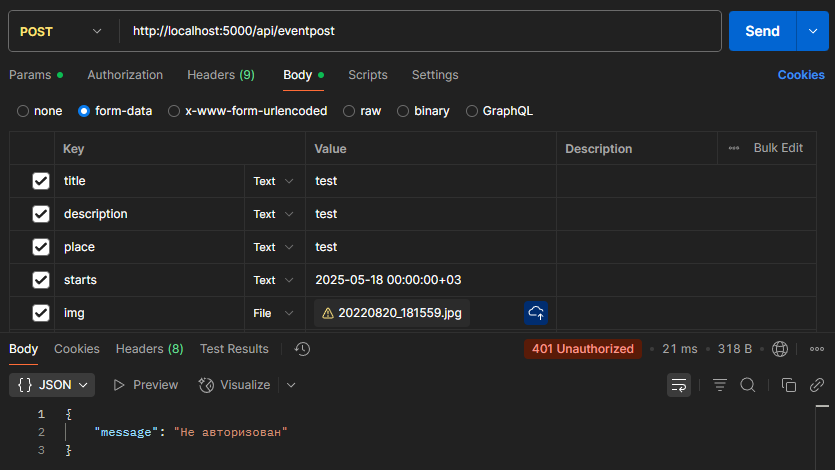 POST http://localhost:5000/api/eventpost Send
Params Authorization Headers (9) Body Scripts Settings Cookies
none form-data x-www-form-urlencoded raw binary GraphQL
Key Value Description Bulk Edit
title Text test
description Text test
place Text test
starts Text 2025-05-18 00:00:00+03
img File 20220820_181559.jpg
Body Cookies Headers (8) Test Results 401 Unauthorized 21 ms 318 B
{} JSON Preview Visualize
1 {
2 "message": "Не авторизован"
3 }